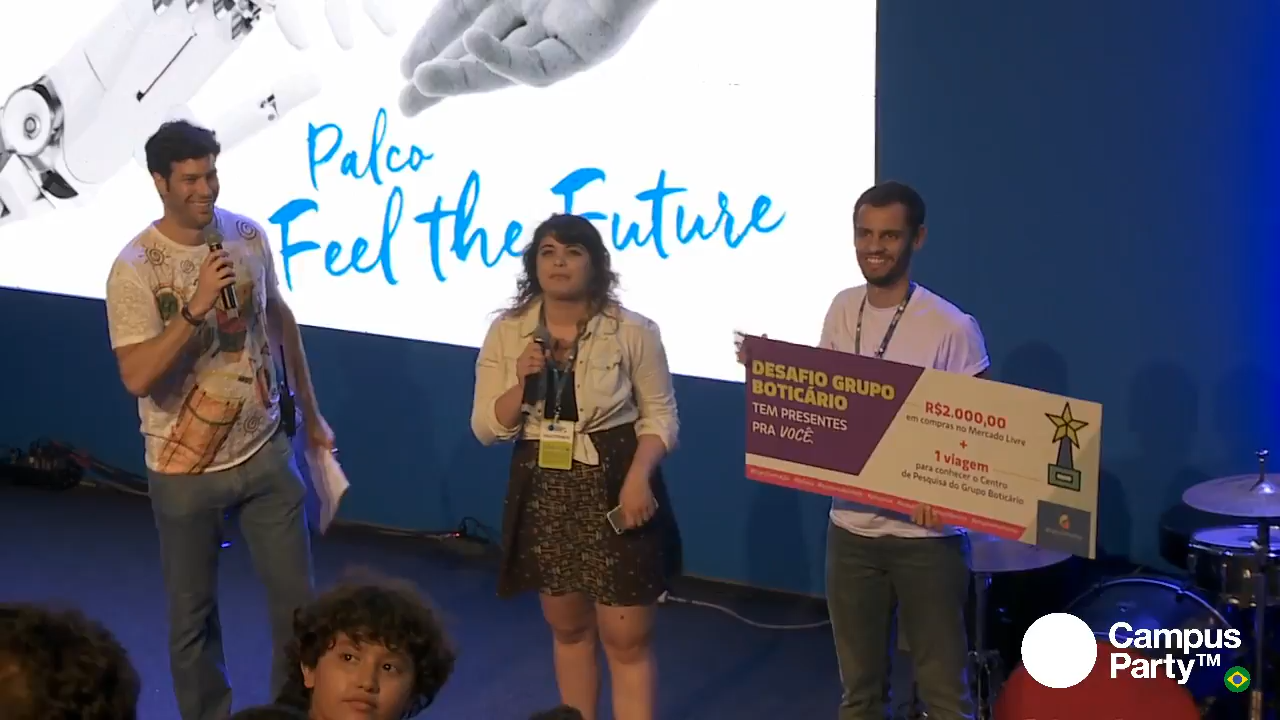 Palco
Feel the Future
DESAFIO GRUPO
BOTICÁRIO
TEM PRESENTES
PRA VOCÊ.
R$2.000,00
em compras no Mercado Livre
+
1 viagem
para conhecer o Centro
de Pesquisa do Grupo Boticário
Campus
Party™